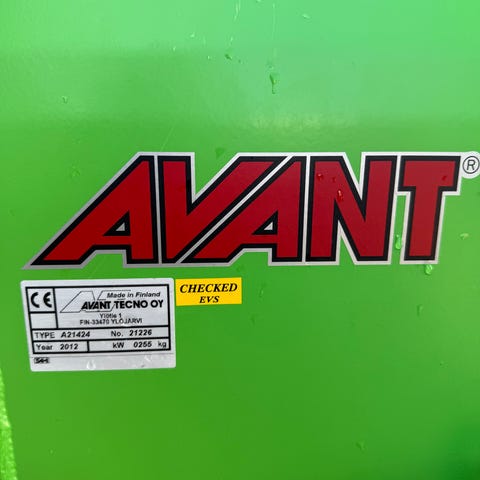 AVANT®
CE
Made in Finland
AVANT TECNO OY
Ylötie 1
FIN-33470 YLÖJÄRVI
TYPE A21424 No. 21226
Year 2012 kW 0255 kg
CHECKED
EVS